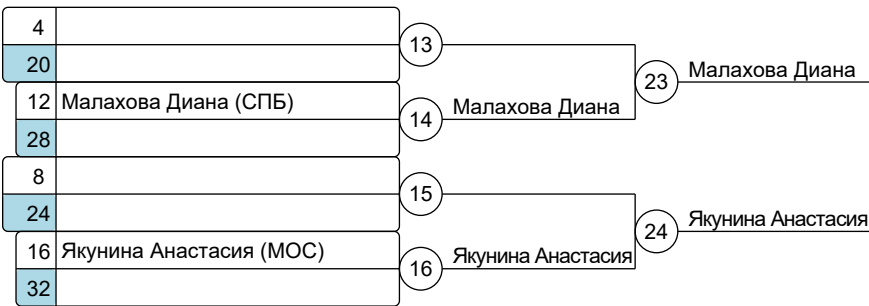 4
13
20
23 Малахова Диана
12 Малахова Диана (СПБ)
14 Малахова Диана
28
8
15
24
24 Якунина Анастасия
16 Якунина Анастасия (МОС)
16 Якунина Анастасия
32